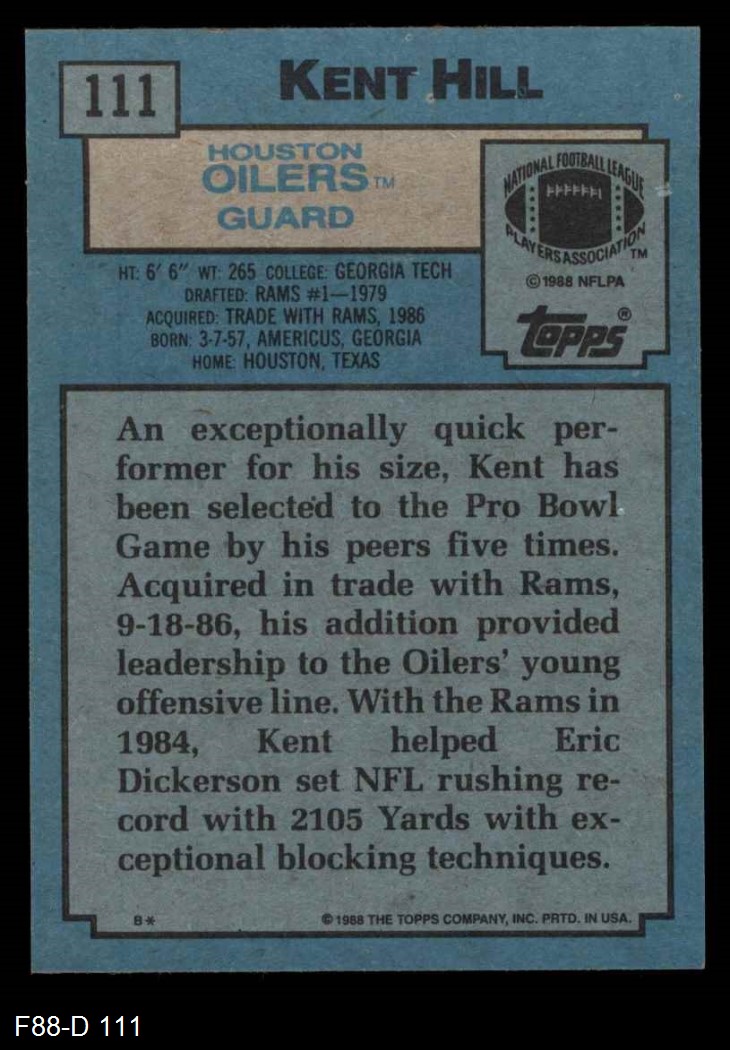 111
KENT HILL
HOUSTON
OILERS™
GUARD
NATIONAL FOOTBALL LEAGUE
PLAYERS ASSOCIATION™
©1988 NFLPA
topps®
HT: 6' 6" WT: 265 COLLEGE: GEORGIA TECH
DRAFTED: RAMS #1—1979
ACQUIRED: TRADE WITH RAMS, 1986
BORN: 3-7-57, AMERICUS, GEORGIA
HOME: HOUSTON, TEXAS
An exceptionally quick per-
former for his size, Kent has
been selected to the Pro Bowl
Game by his peers five times.
Acquired in trade with Rams,
9-18-86, his addition provided
leadership to the Oilers' young
offensive line. With the Rams in
1984, Kent helped Eric
Dickerson set NFL rushing re-
cord with 2105 Yards with ex-
ceptional blocking techniques.
B* ©1988 THE TOPPS COMPANY, INC. PRTD. IN USA.
F88-D 111